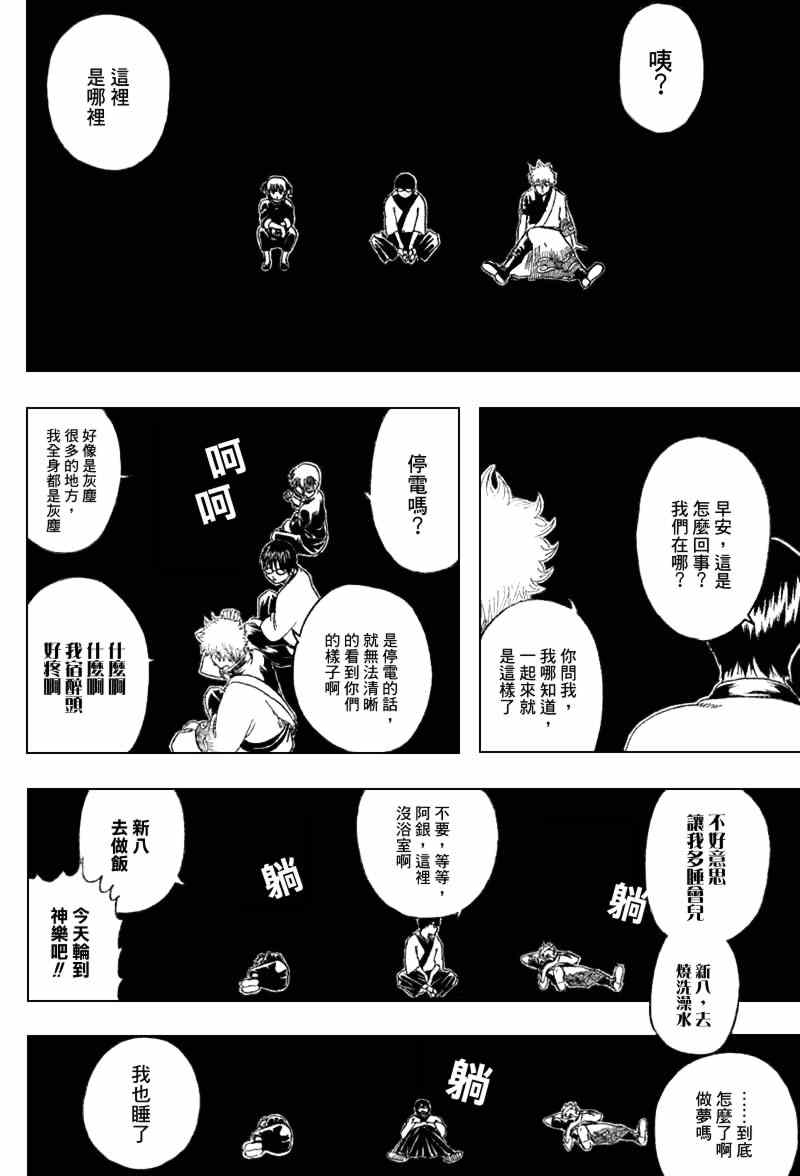 咦？
這裡
是哪裡
早安，這是
怎麼回事？
我們在哪？
你問我，
我哪知道，
一起來就
是這樣了
停電嗎？
呵
呵
好像是灰塵
很多的地方，
我全身都是灰塵
是停電的話，
就無法清晰
的看到你們
的樣子啊
什麼啊
什麼啊
我宿醉頭
好疼啊
不好意思
讓我多睡會兒
躺
新八，去
燒洗澡水
不要，等等，
阿銀，這裡
沒浴室啊
躺
新八
去做飯
今天輪到
神樂吧!!
……到底
怎麼了啊
做夢嗎
躺
我也睡了